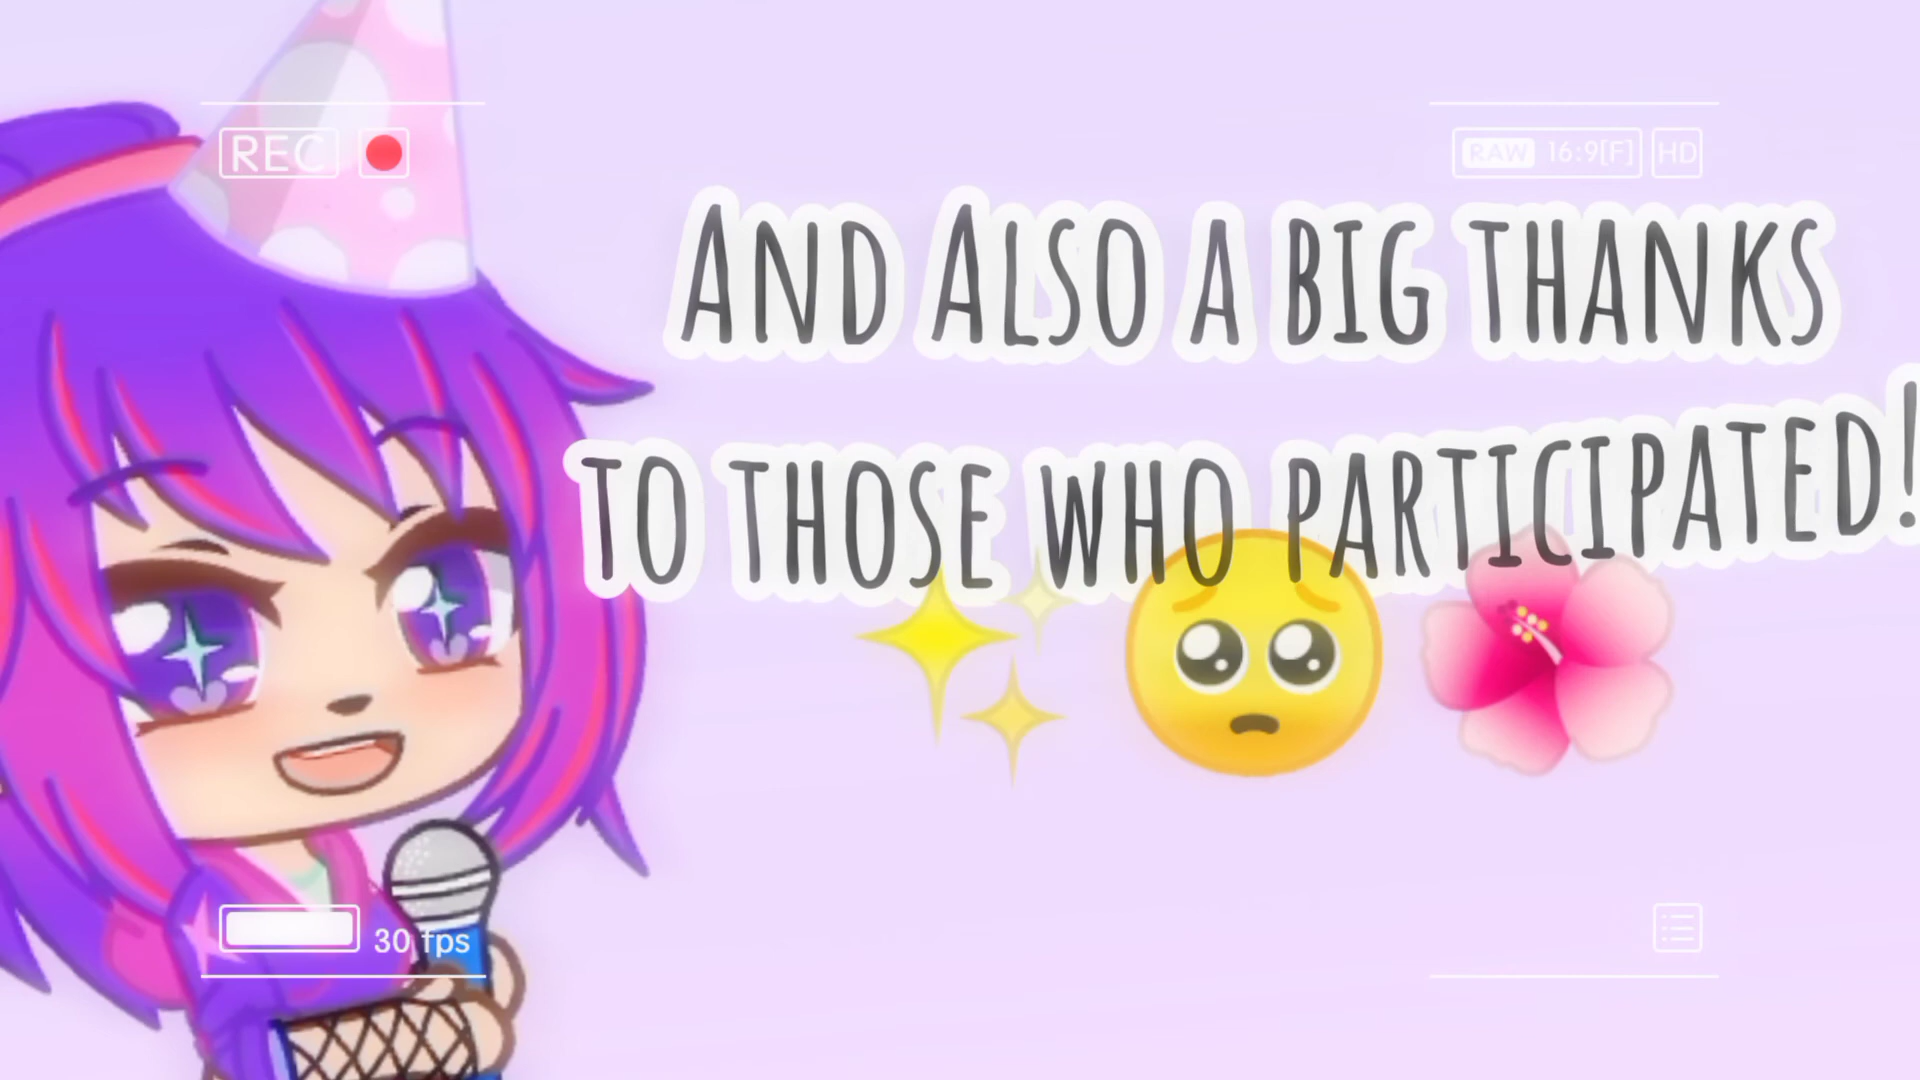 REC
RAW 16:9[F] HD
And Also a big thanks
to those who participated!
30 fps